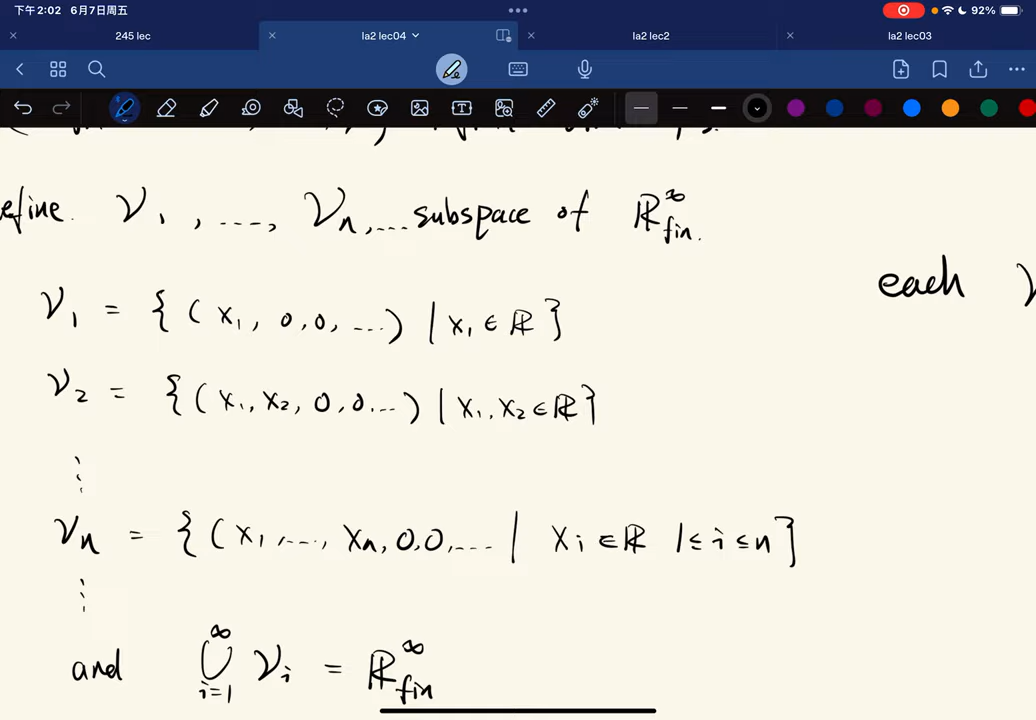 下午2:02 6月7日周五
92%
245 lec
la2 lec04
la2 lec2
la2 lec03
efine. V₁, ...., Vₙ, ... subspace of ℝ^∞_fin.
each
V₁ = { ( x₁, 0,0, ...) | x₁ ∈ ℝ }
V₂ = { ( x₁, x₂, 0, 0...) | x₁, x₂ ∈ ℝ }
⋮
Vₙ = { ( x₁, ..., xₙ, 0,0, ... | xᵢ ∈ ℝ 1 ≤ i ≤ n }
⋮
and ⋃_{i=1}^∞ Vᵢ = ℝ^∞_fin